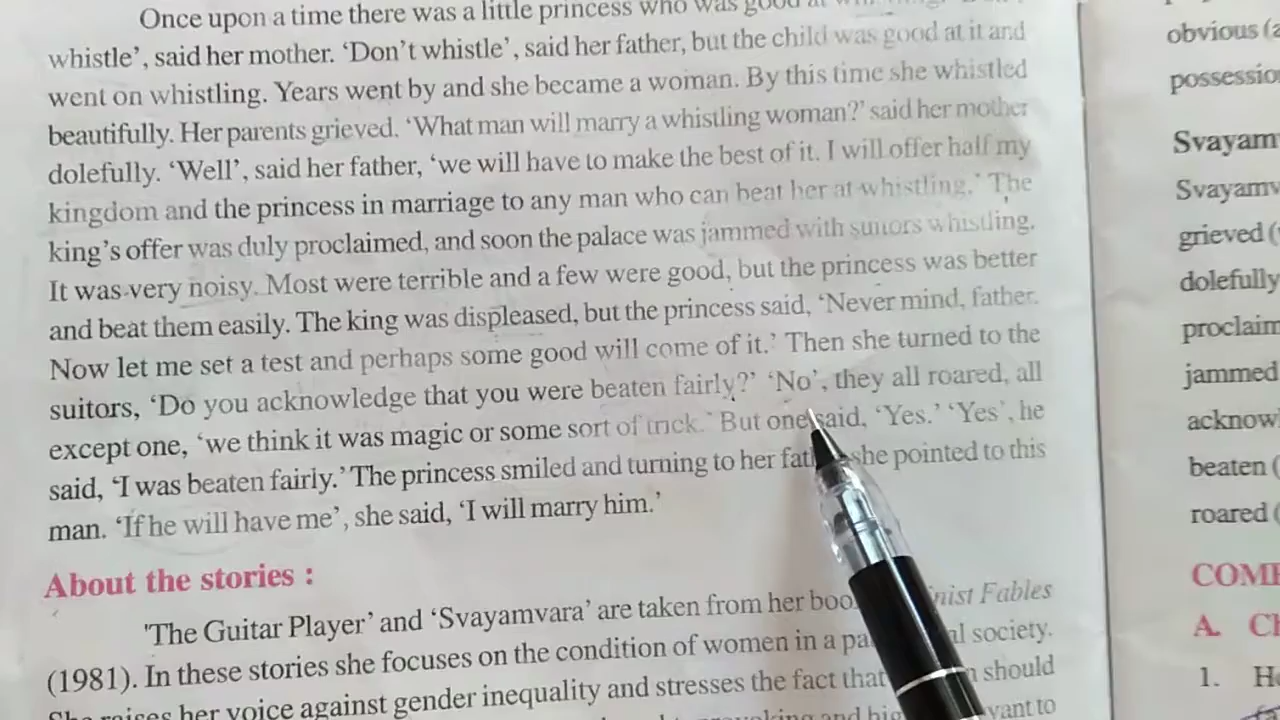 Once upon a time there was a little princess who was good at
whistle', said her mother. 'Don't whistle', said her father, but the child was good at it and
went on whistling. Years went by and she became a woman. By this time she whistled
beautifully. Her parents grieved. 'What man will marry a whistling woman?' said her mother
dolefully. 'Well', said her father, 'we will have to make the best of it. I will offer half my
kingdom and the princess in marriage to any man who can beat her at whistling.' The
king's offer was duly proclaimed, and soon the palace was jammed with suitors whistling.
It was very noisy. Most were terrible and a few were good, but the princess was better
and beat them easily. The king was displeased, but the princess said, 'Never mind, father.
Now let me set a test and perhaps some good will come of it.' Then she turned to the
suitors, 'Do you acknowledge that you were beaten fairly?' 'No', they all roared, all
except one, 'we think it was magic or some sort of trick.' But one said, 'Yes.' 'Yes', he
said, 'I was beaten fairly.' The princess smiled and turning to her fat she pointed to this
man. 'If he will have me', she said, 'I will marry him.'
About the stories :
'The Guitar Player' and 'Svayamvara' are taken from her boo nist Fables
(1981). In these stories she focuses on the condition of women in a pa al society.
She raises her voice against gender inequality and stresses the fact that n should
obvious (
possessio
Svayam
Svayamv
grieved (
dolefully
proclaim
jammed
acknow
beaten (
roared (
COM
A. C
1. H